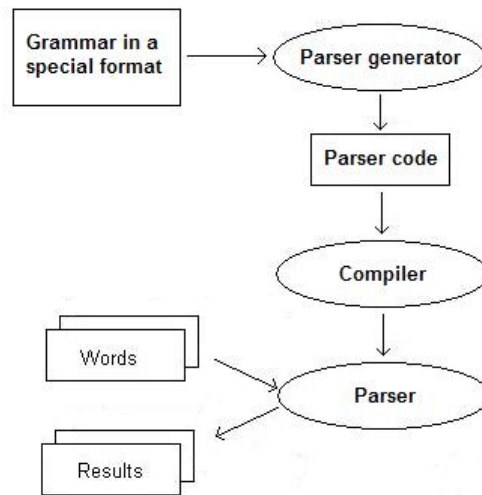 Grammar in a
special format
Parser generator
Parser code
Compiler
Words
Parser
Results